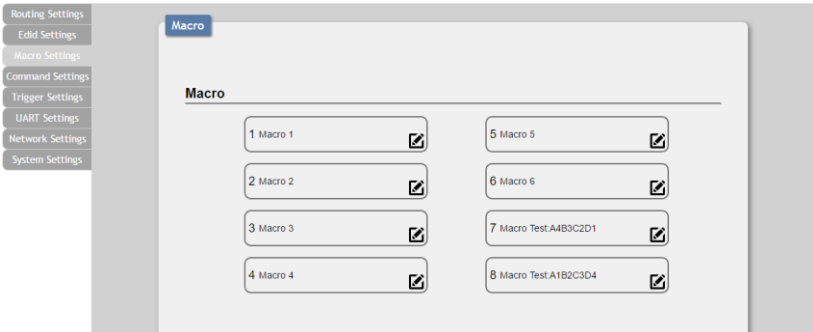 Routing Settings
Edid Settings
Macro Settings
Command Settings
Trigger Settings
UART Settings
Network Settings
System Settings
Macro
Macro
1 Macro 1
2 Macro 2
3 Macro 3
4 Macro 4
5 Macro 5
6 Macro 6
7 Macro Test:A4B3C2D1
8 Macro Test:A1B2C3D4